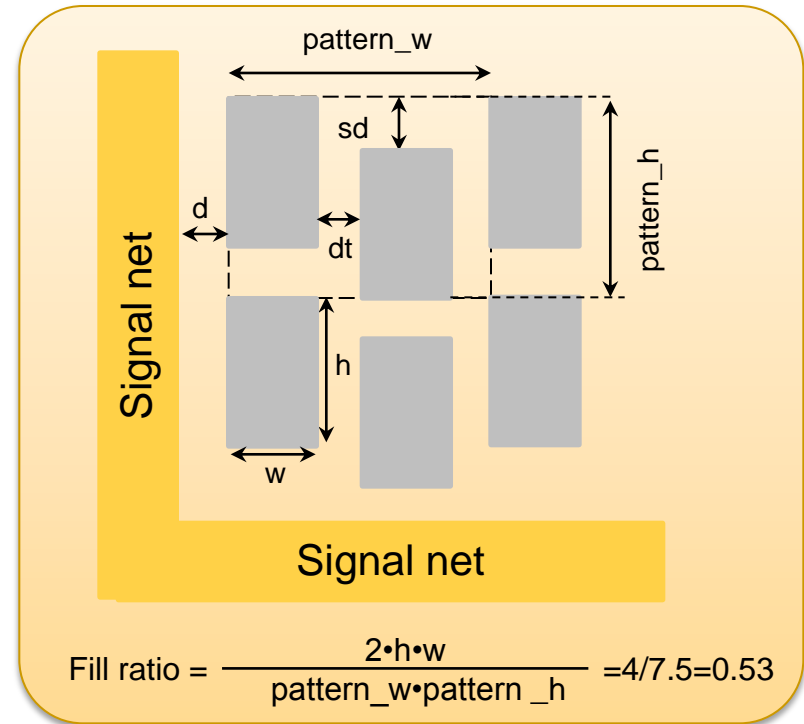 pattern_w
sd
pattern_h
d
dt
Signal net
h
w
Signal net
Fill ratio = 2•h•w / pattern_w•pattern _h =4/7.5=0.53